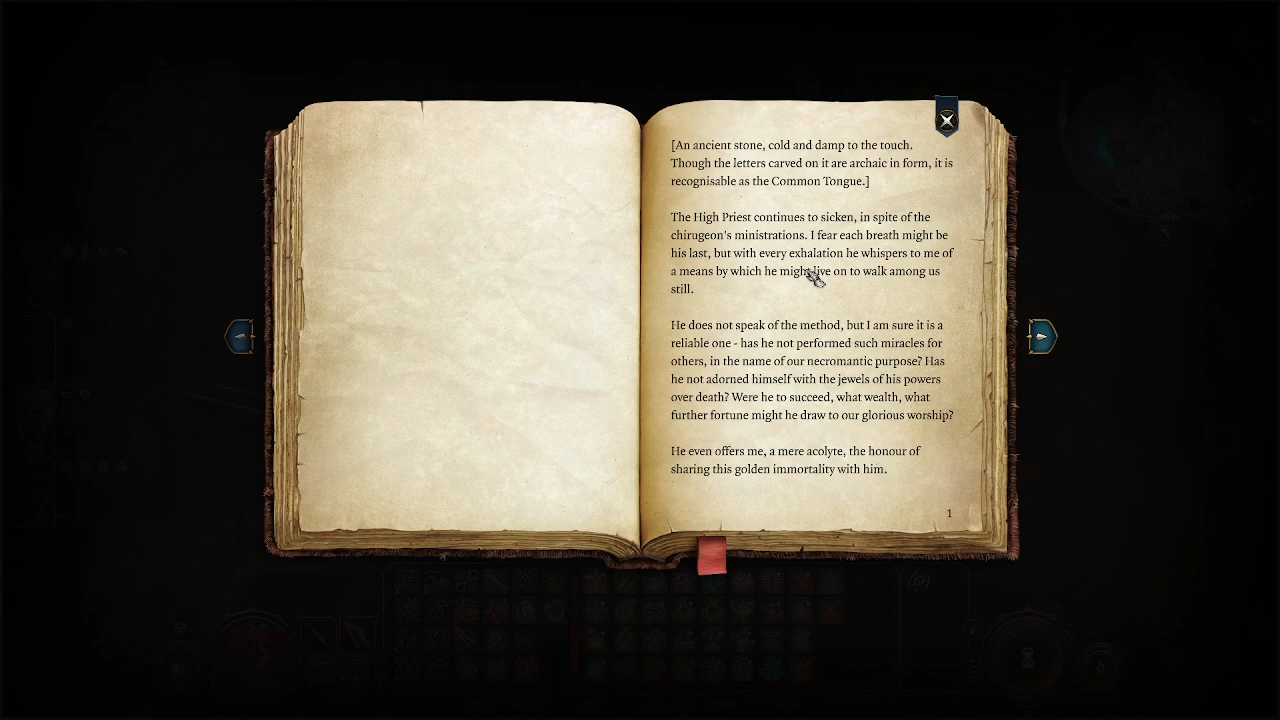 [An ancient stone, cold and damp to the touch.
Though the letters carved on it are archaic in form, it is
recognisable as the Common Tongue.]
The High Priest continues to sicken, in spite of the
chirugeon's ministrations. I fear each breath might be
his last, but with every exhalation he whispers to me of
a means by which he might live on to walk among us
still.
He does not speak of the method, but I am sure it is a
reliable one - has he not performed such miracles for
others, in the name of our necromantic purpose? Has
he not adorned himself with the jewels of his powers
over death? Were he to succeed, what wealth, what
further fortune might he draw to our glorious worship?
He even offers me, a mere acolyte, the honour of
sharing this golden immortality with him.
1